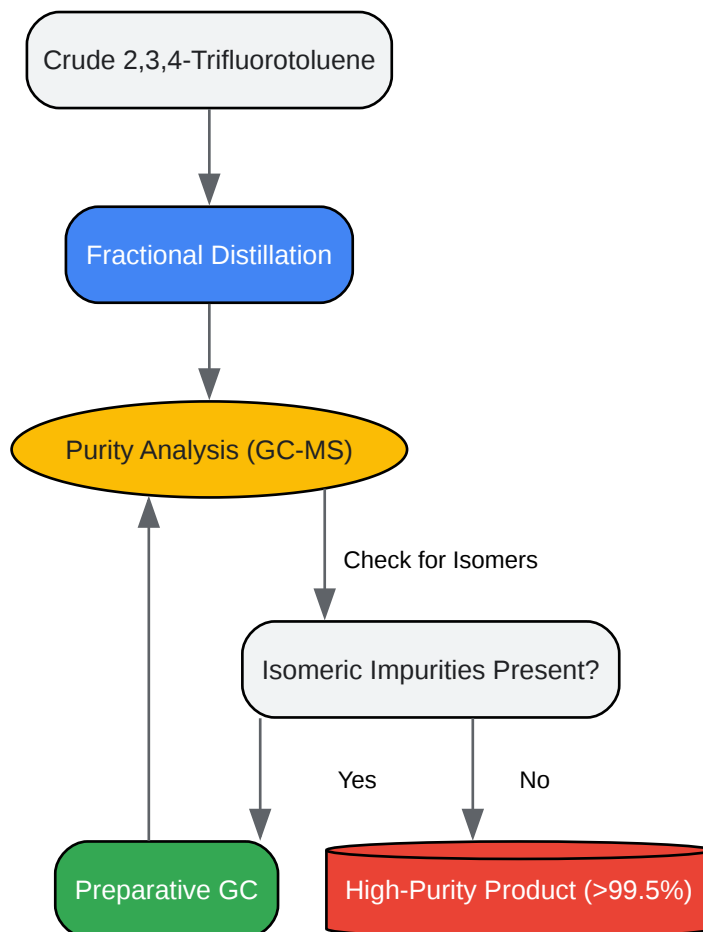 Crude 2,3,4-Trifluorotoluene
Fractional Distillation
Purity Analysis (GC-MS)
Check for Isomers
Isomeric Impurities Present?
Yes
No
Preparative GC
High-Purity Product (>99.5%)